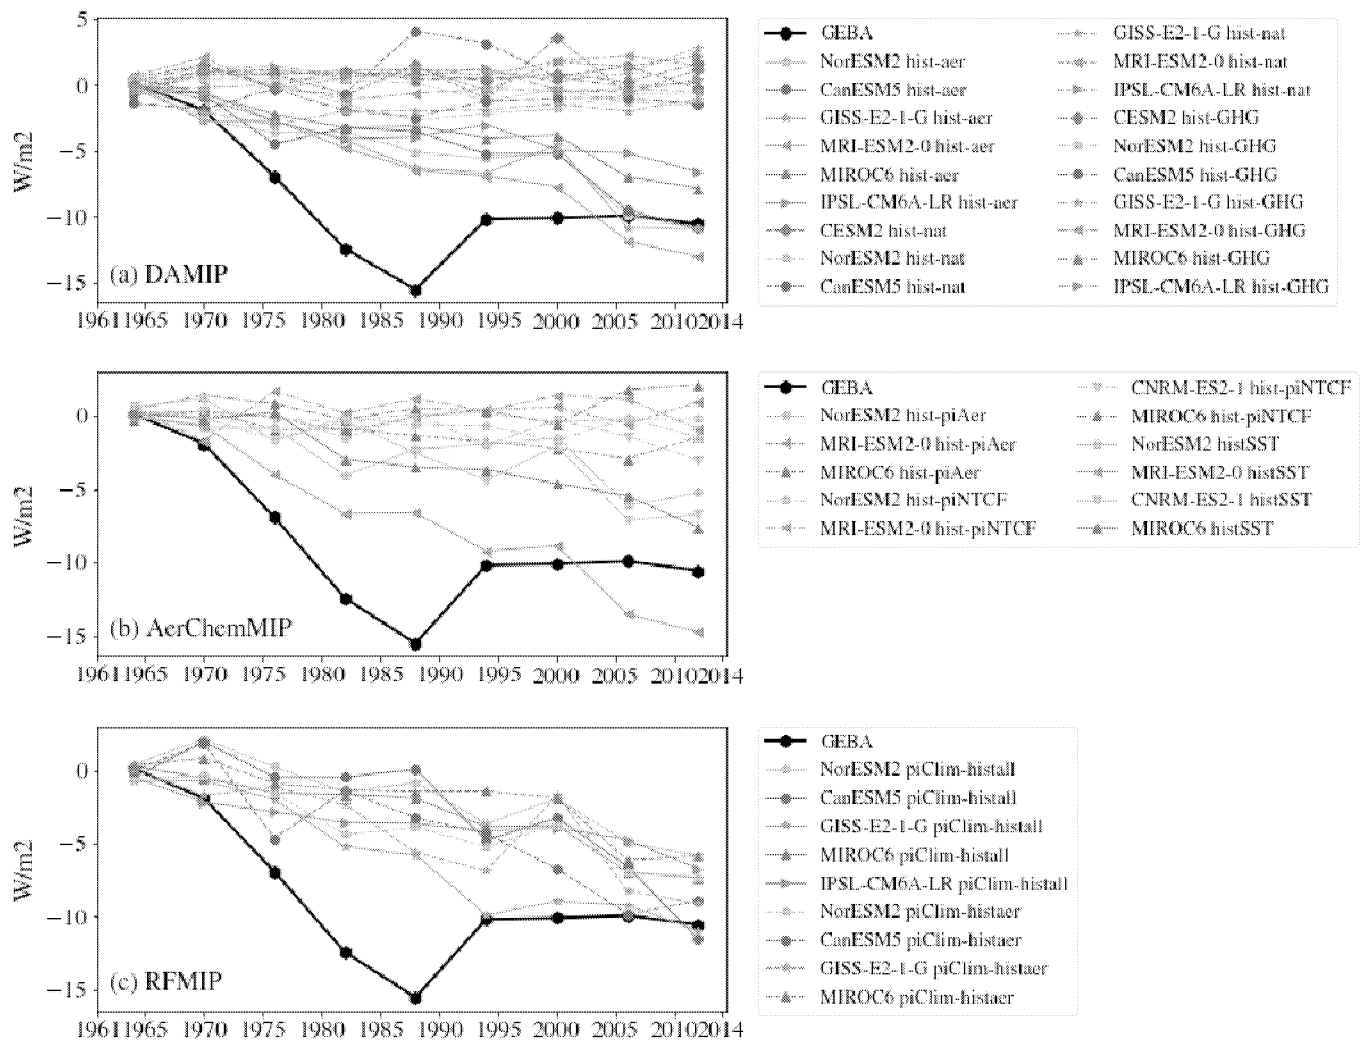 5
0
−5
−10
−15
W/m2
(a) DAMIP
1961 1965 1970 1975 1980 1985 1990 1995 2000 2005 2010 2014
GEBA
NorESM2 hist-aer
CanESM5 hist-aer
GISS-E2-1-G hist-aer
MRI-ESM2-0 hist-aer
MIROC6 hist-aer
IPSL-CM6A-LR hist-aer
CESM2 hist-nat
NorESM2 hist-nat
CanESM5 hist-nat
GISS-E2-1-G hist-nat
MRI-ESM2-0 hist-nat
IPSL-CM6A-LR hist-nat
CESM2 hist-GHG
NorESM2 hist-GHG
CanESM5 hist-GHG
GISS-E2-1-G hist-GHG
MRI-ESM2-0 hist-GHG
MIROC6 hist-GHG
IPSL-CM6A-LR hist-GHG
0
−5
−10
−15
W/m2
(b) AerChemMIP
1961 1965 1970 1975 1980 1985 1990 1995 2000 2005 2010 2014
GEBA
NorESM2 hist-piAer
MRI-ESM2-0 hist-piAer
MIROC6 hist-piAer
NorESM2 hist-piNTCF
MRI-ESM2-0 hist-piNTCF
CNRM-ES2-1 hist-piNTCF
MIROC6 hist-piNTCF
NorESM2 histSST
MRI-ESM2-0 histSST
CNRM-ES2-1 histSST
MIROC6 histSST
0
−5
−10
−15
W/m2
(c) RFMIP
1961 1965 1970 1975 1980 1985 1990 1995 2000 2005 2010 2014
GEBA
NorESM2 piClim-histall
CanESM5 piClim-histall
GISS-E2-1-G piClim-histall
MIROC6 piClim-histall
IPSL-CM6A-LR piClim-histall
NorESM2 piClim-histaer
CanESM5 piClim-histaer
GISS-E2-1-G piClim-histaer
MIROC6 piClim-histaer